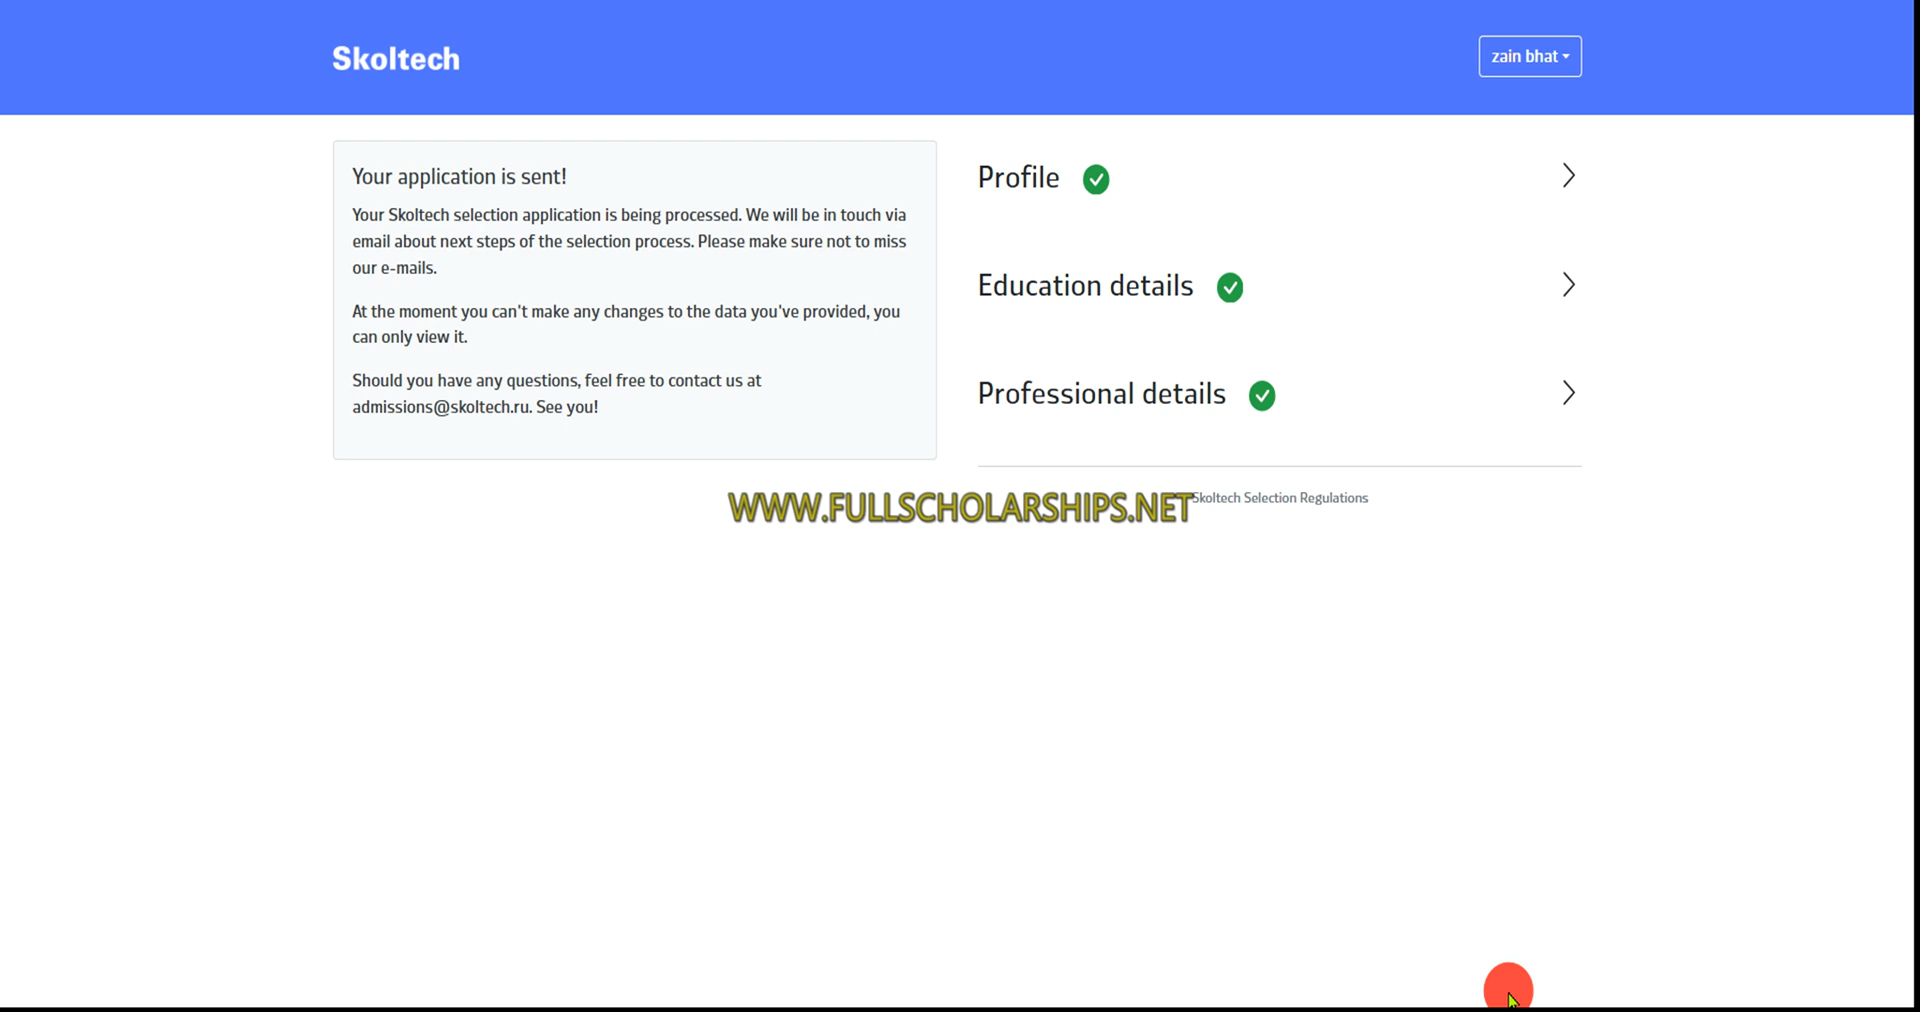 Skoltech
zain bhat
Your application is sent!
Your Skoltech selection application is being processed. We will be in touch via
email about next steps of the selection process. Please make sure not to miss
our e-mails.
At the moment you can't make any changes to the data you've provided, you
can only view it.
Should you have any questions, feel free to contact us at
admissions@skoltech.ru. See you!
Profile
Education details
Professional details
WWW.FULLSCHOLARSHIPS.NET
Skoltech Selection Regulations